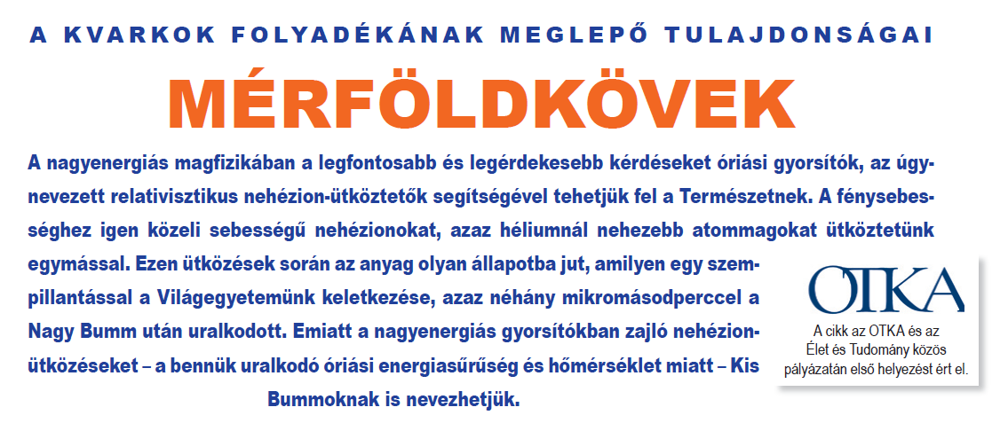 A KVARKOK FOLYADÉKÁNAK MEGLEPŐ TULAJDONSÁGAI
MÉRFÖLDKÖVEK
A nagyenergiás magfizikában a legfontosabb és legérdekesebb kérdéseket óriási gyorsítók, az úgy-
nevezett relativisztikus nehézion-ütköztetők segítségével tehetjük fel a Természetnek. A fénysebes-
séghez igen közeli sebességű nehézionokat, azaz héliumnál nehezebb atommagokat ütköztetünk
egymással. Ezen ütközések során az anyag olyan állapotba jut, amilyen egy szem-
pillantással a Világegyetemünk keletkezése, azaz néhány mikromásodperccel a
Nagy Bumm után uralkodott. Emiatt a nagyenergiás gyorsítókban zajló nehézion-
ütközéseket – a bennük uralkodó óriási energiasűrűség és hőmérséklet miatt – Kis
Bummoknak is nevezhetjük.
OTKA
A cikk az OTKA és az
Élet és Tudomány közös
pályázatán első helyezést ért el.